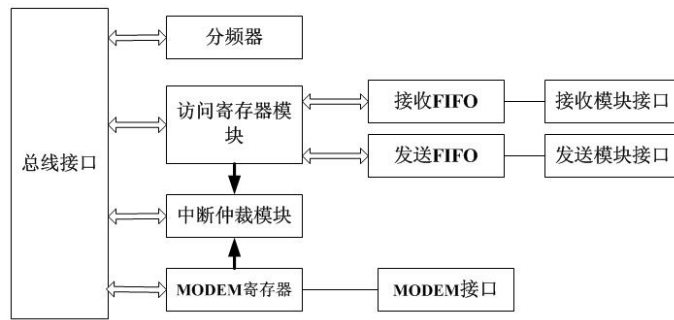 总线接口
分频器
访问寄存器模
块
接收FIFO
接收模块接口
发送FIFO
发送模块接口
中断仲裁模块
MODEM寄存器
MODEM接口